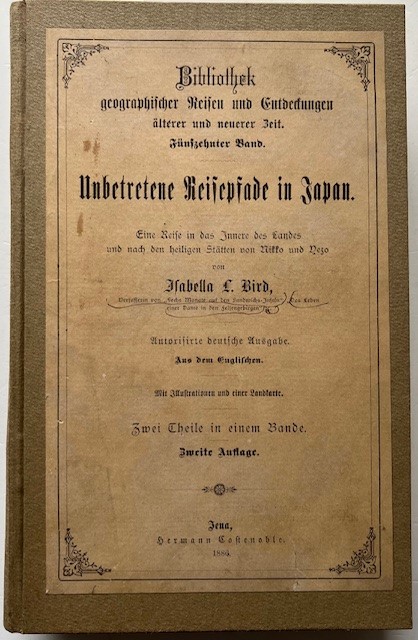 Bibliothek
geographischer Reisen und Entdeckungen
älterer und neuerer Zeit.
Fünfzehnter Band.
Unbetretene Reisepfade in Japan.
Eine Reise in das Innere des Landes
und nach den heiligen Stätten von Nikko und Yezo
von
Isabella L. Bird,
Verfasserin von „Sechs Monate auf den Sandwichs-Inseln“, „Das Leben
einer Dame in den Felsengebirgen“ &c.
Autorisirte deutsche Ausgabe.
Aus dem Englischen.
Mit Illustrationen und einer Landkarte.
Zwei Theile in einem Bande.
Zweite Auflage.
Jena,
Hermann Costenoble.
1886.